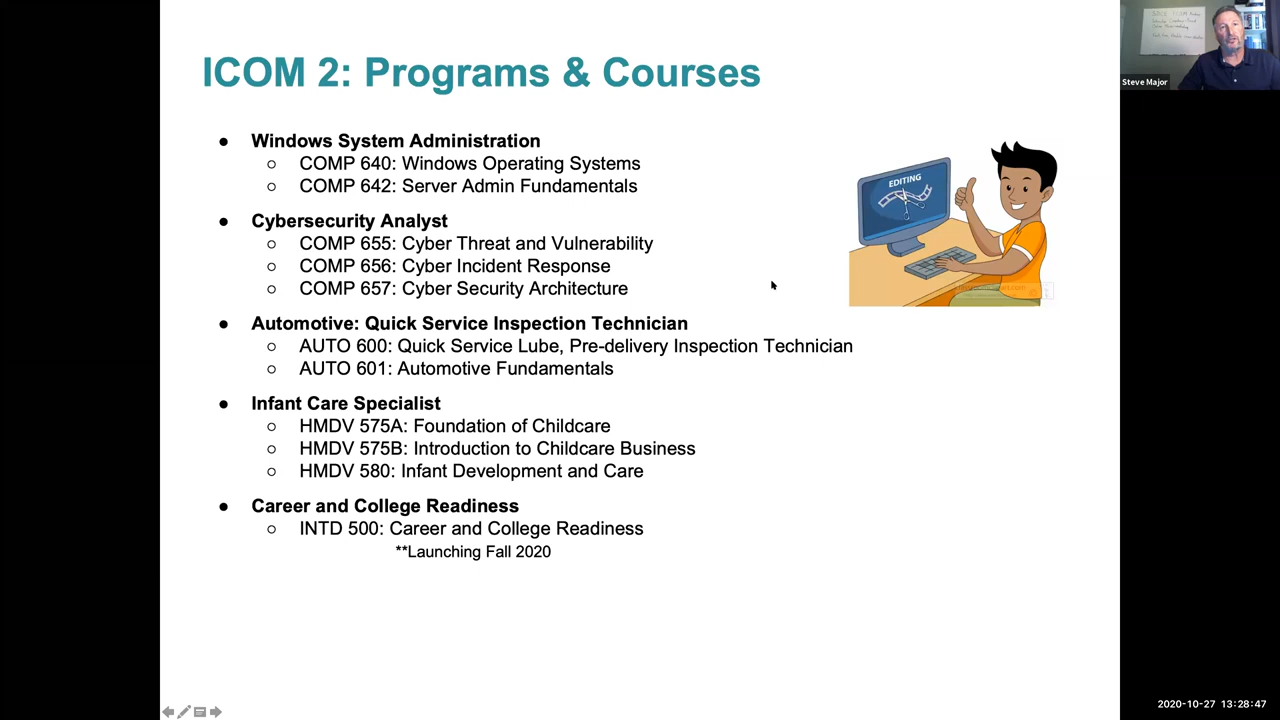 ICOM 2: Programs & Courses
Steve Major
● Windows System Administration
○ COMP 640: Windows Operating Systems
○ COMP 642: Server Admin Fundamentals
● Cybersecurity Analyst
○ COMP 655: Cyber Threat and Vulnerability
○ COMP 656: Cyber Incident Response
○ COMP 657: Cyber Security Architecture
EDITING
● Automotive: Quick Service Inspection Technician
○ AUTO 600: Quick Service Lube, Pre-delivery Inspection Technician
○ AUTO 601: Automotive Fundamentals
● Infant Care Specialist
○ HMDV 575A: Foundation of Childcare
○ HMDV 575B: Introduction to Childcare Business
○ HMDV 580: Infant Development and Care
● Career and College Readiness
○ INTD 500: Career and College Readiness
**Launching Fall 2020
2020-10-27 13:28:47